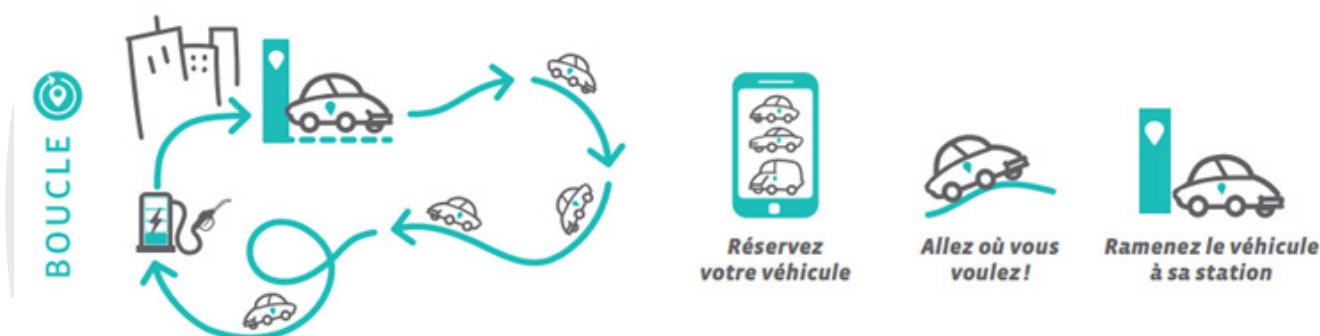 BOUCLE
Réservez
votre véhicule
Allez où vous
voulez!
Ramenez le véhicule
à sa station